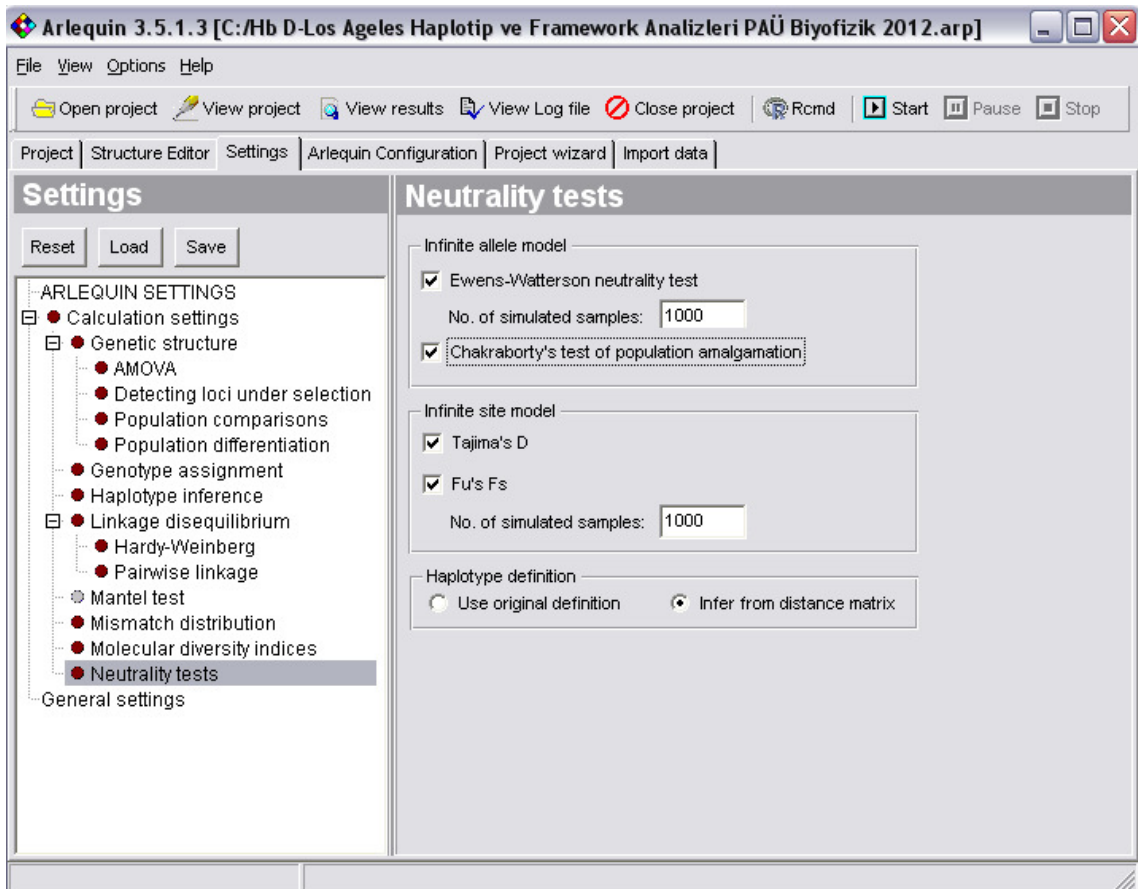 Arlequin 3.5.1.3 [C:/Hb D-Los Ageles Haplotip ve Framework Analizleri PAÜ Biyofizik 2012.arp]
File View Options Help
Open project View project View results View Log file Close project Rcmd Start Pause Stop
Project Structure Editor Settings Arlequin Configuration Project wizard Import data
Settings
Reset Load Save
ARLEQUIN SETTINGS
Calculation settings
Genetic structure
AMOVA
Detecting loci under selection
Population comparisons
Population differentiation
Genotype assignment
Haplotype inference
Linkage disequilibrium
Hardy-Weinberg
Pairwise linkage
Mantel test
Mismatch distribution
Molecular diversity indices
Neutrality tests
General settings
Neutrality tests
Infinite allele model
Ewens-Watterson neutrality test
No. of simulated samples: 1000
Chakraborty's test of population amalgamation
Infinite site model
Tajima's D
Fu's Fs
No. of simulated samples: 1000
Haplotype definition
Use original definition Infer from distance matrix